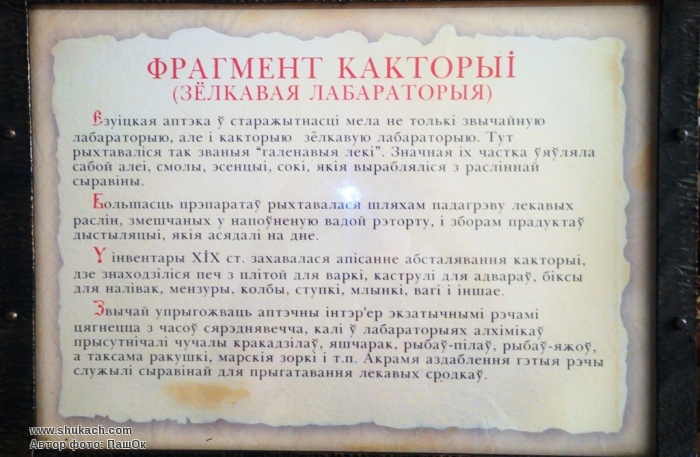 ФРАГМЕНТ КАКТОРЫІ
(ЗЁЛКАВАЯ ЛАБАРАТОРЫЯ)
Езуіцкая аптэка ў старажытнасці мела не толькі звычайную
лабараторыю, але і какторыю зёлкавую лабараторыю. Тут
рыхтаваліся так званыя “галенавыя лекі”. Значная іх частка ўяўляла
сабой алеі, смолы, эсенцыі, сокі, якія вырабляліся з расліннай
сыравіны.
Большасць прэпаратаў рыхтавалася шляхам падагрэву лекавых
раслін, змешчаных у напоўненую вадой рэторту, і зборам прадуктаў
дыстыляцыі, якія асядалі на дне.
У інвентары ХІХ ст. захавалася апісанне абсталявання какторыі,
дзе знаходзіліся печ з плітой для варкі, каструлі для адвараў, біксы
для налівак, мензуры, колбы, ступкі, млынкі, вагі і іншае.
Звычай упрыгожваць аптэчны інтэр'ер экзатычнымі рэчамі
цягнецца з часоў сярэднявечча, калі ў лабараторыях алхімікаў
прысутнічалі чучалы кракадзілаў, яшчарак, рыбаў-пілаў, рыбаў-яжоў,
а таксама ракушкі, марскія зоркі і т.п. Акрамя аздаблення гэтыя рэчы
служылі сыравінай для прыгатавання лекавых сродкаў.
www.shukach.com
Автор фото: ПашОк